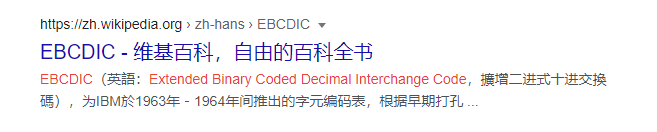 https://zh.wikipedia.org › zh-hans › EBCDIC
EBCDIC - 维基百科，自由的百科全书
EBCDIC（英語：Extended Binary Coded Decimal Interchange Code，擴增二进式十进交換
碼），为IBM於1963年－1964年间推出的字元编码表，根据早期打孔 ...